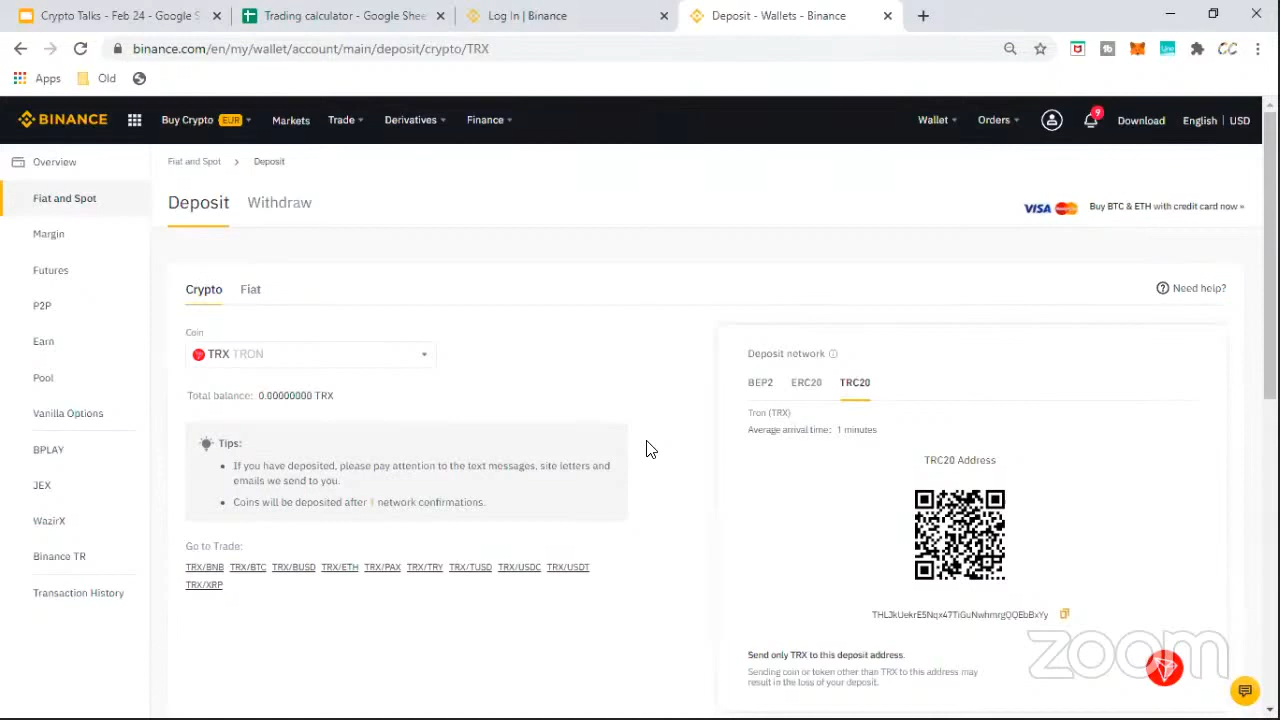 Crypto Talks - Feb 24 - Google S
Trading calculator - Google Shee
Log In | Binance
Deposit - Wallets - Binance
binance.com/en/my/wallet/account/main/deposit/crypto/TRX
Apps
Old
BINANCE
Buy Crypto EUR
Markets
Trade
Derivatives
Finance
Wallet
Orders
9
Download
English | USD
Overview
Fiat and Spot
Margin
Futures
P2P
Earn
Pool
Vanilla Options
BPLAY
JEX
WazirX
Binance TR
Transaction History
Fiat and Spot > Deposit
Deposit
Withdraw
VISA
Buy BTC & ETH with credit card now »
Crypto
Fiat
Need help?
Coin
TRX TRON
Total balance: 0.00000000 TRX
Tips:
• If you have deposited, please pay attention to the text messages, site letters and
emails we send to you.
• Coins will be deposited after 1 network confirmations.
Go to Trade:
TRX/BNB TRX/BTC TRX/BUSD TRX/ETH TRX/PAX TRX/TRY TRX/TUSD TRX/USDC TRX/USDT
TRX/XRP
Deposit network
BEP2 ERC20 TRC20
Tron (TRX)
Average arrival time: 1 minutes
TRC20 Address
THLJkUekrE5Nqx47TiGuNwhmrgQQEbBxYy
Send only TRX to this deposit address.
Sending coin or token other than TRX to this address may
result in the loss of your deposit.
zoom